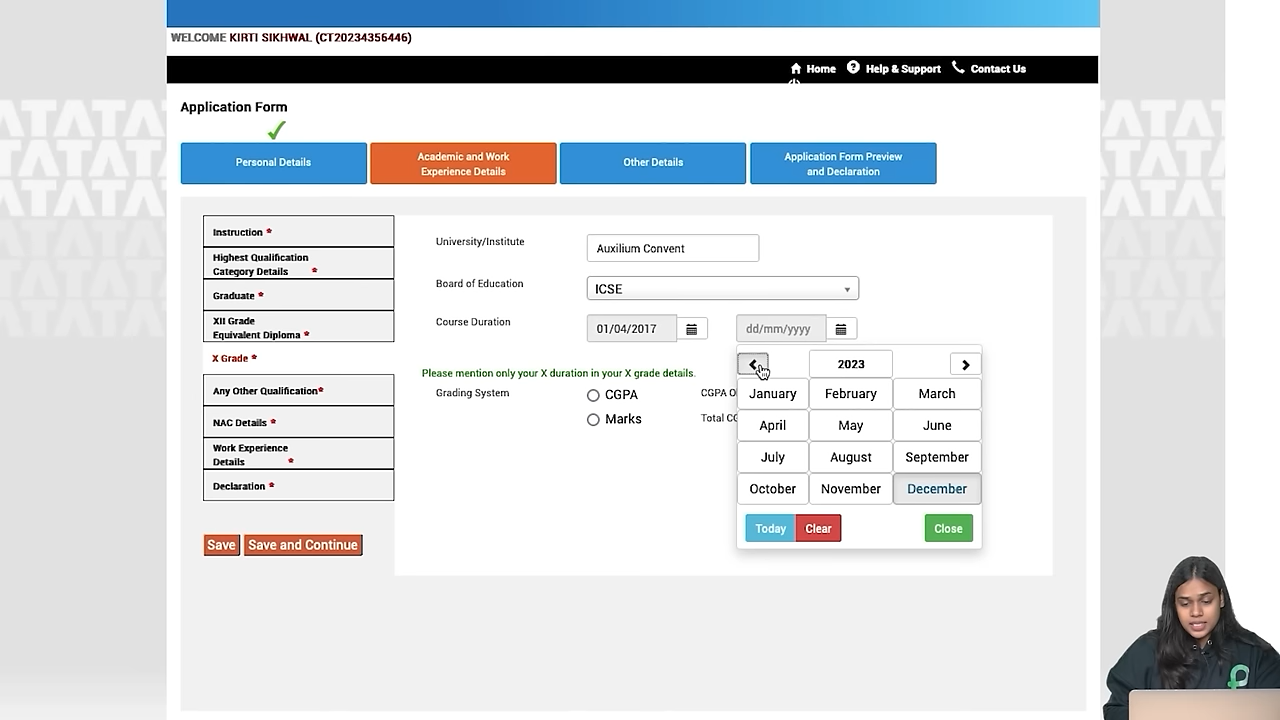 WELCOME KIRTI SIKHWAL (CT20234356446)
Home Help & Support Contact Us
Application Form
Personal Details
Academic and Work
Experience Details
Other Details
Application Form Preview
and Declaration
Instruction *
Highest Qualification
Category Details *
Graduate *
XII Grade
Equivalent Diploma *
X Grade *
Any Other Qualification*
NAC Details *
Work Experience
Details *
Declaration *
Save Save and Continue
University/Institute Auxilium Convent
Board of Education ICSE
Course Duration 01/04/2017 dd/mm/yyyy
Please mention only your X duration in your X grade details.
Grading System CGPA CGPA O
Marks Total CG
2023
January February March
April May June
July August September
October November December
Today Clear Close